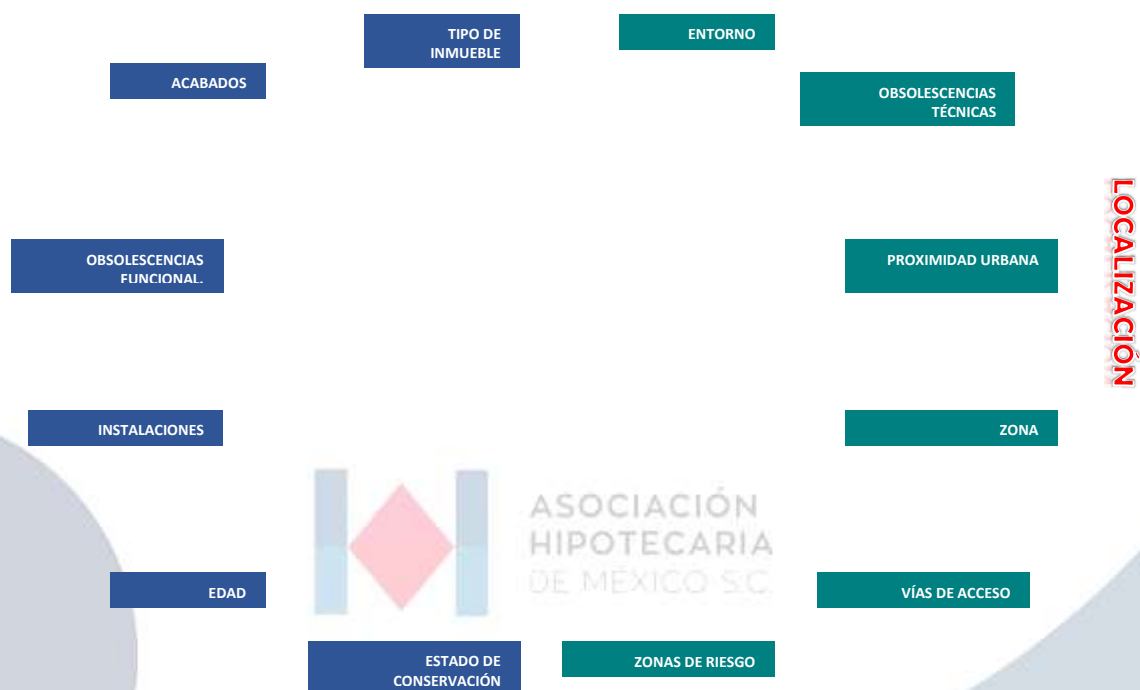 TIPO DE
INMUEBLE
ENTORNO
ACABADOS
OBSOLESCENCIAS
TÉCNICAS
LOCALIZACIÓN
OBSOLESCENCIAS
FUNCIONAL.
PROXIMIDAD URBANA
INSTALACIONES
ZONA
ASOCIACIÓN
HIPOTECARIA
DE MÉXICO S.C.
EDAD
VÍAS DE ACCESO
ESTADO DE
CONSERVACIÓN
ZONAS DE RIESGO